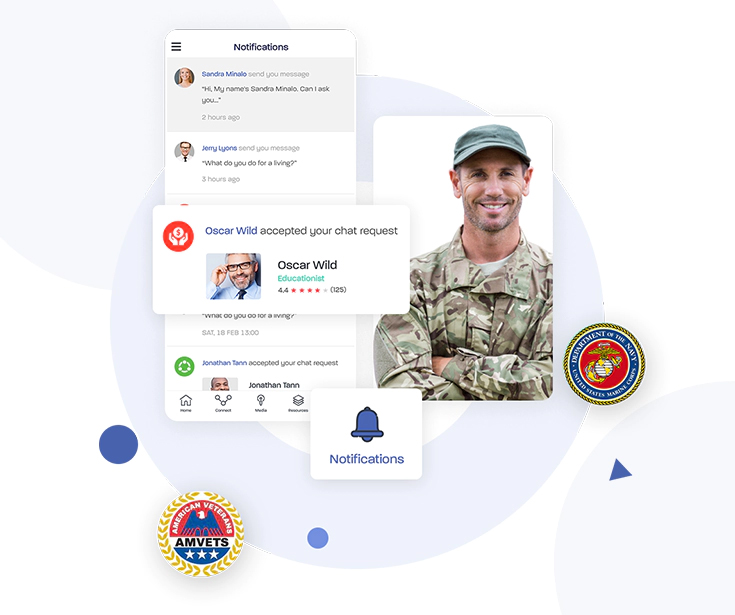 Notifications
Sandra Minalo send you message
"Hi, My name's Sandra Minalo. Can I ask
you..."
2 hours ago
Jerry Lyons send you message
"What do you do for a living?"
3 hours ago
Oscar Wild accepted your chat request
Oscar Wild
Educationist
4.4 ★★★★★ (125)
"What do you do for a living?"
SAT, 18 FEB 13:00
Jonathan Tann accepted your chat request
Jonathan Tann
Home Connect Media Resources
Notifications
DEPARTMENT OF THE NAVY
UNITED STATES MARINE CORPS
AMERICAN VETERANS
AMVETS